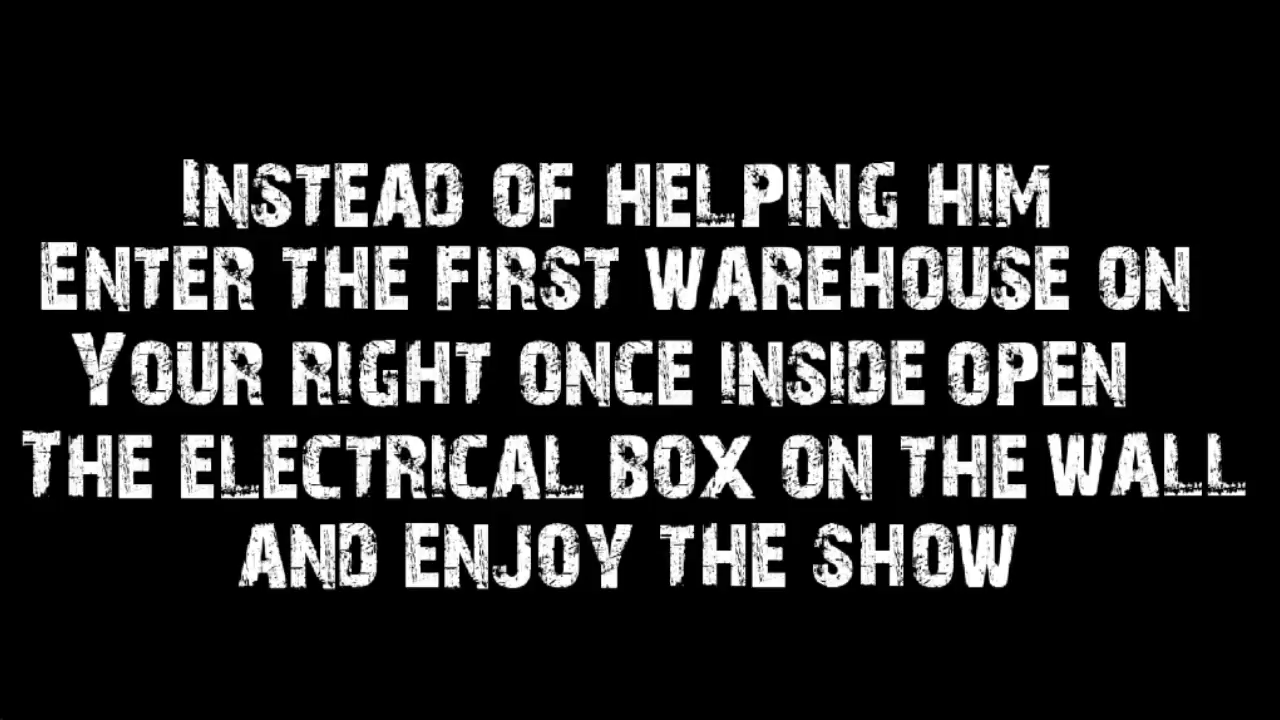 Instead of helping him
Enter the first warehouse on
Your right once inside open
The electrical box on the wall
and enjoy the show